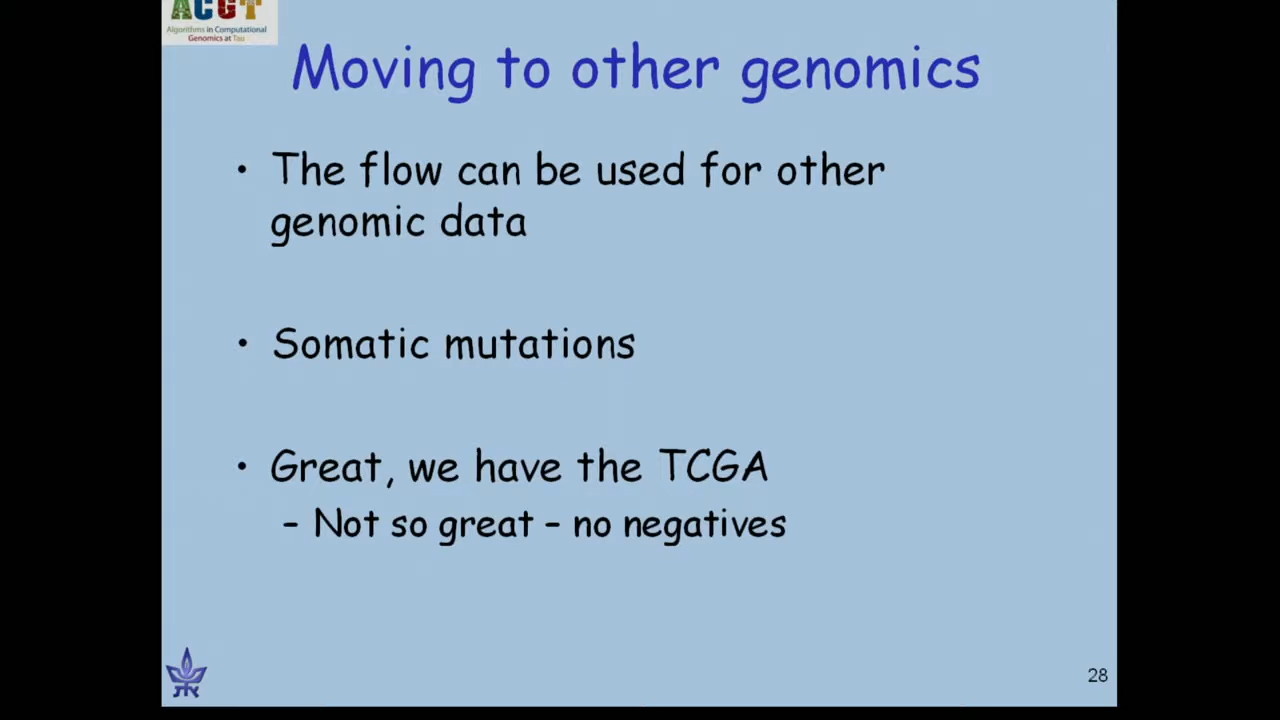 ACGT
Algorithms in Computational
Genomics at Tau
Moving to other genomics
• The flow can be used for other
genomic data
• Somatic mutations
• Great, we have the TCGA
– Not so great – no negatives
28